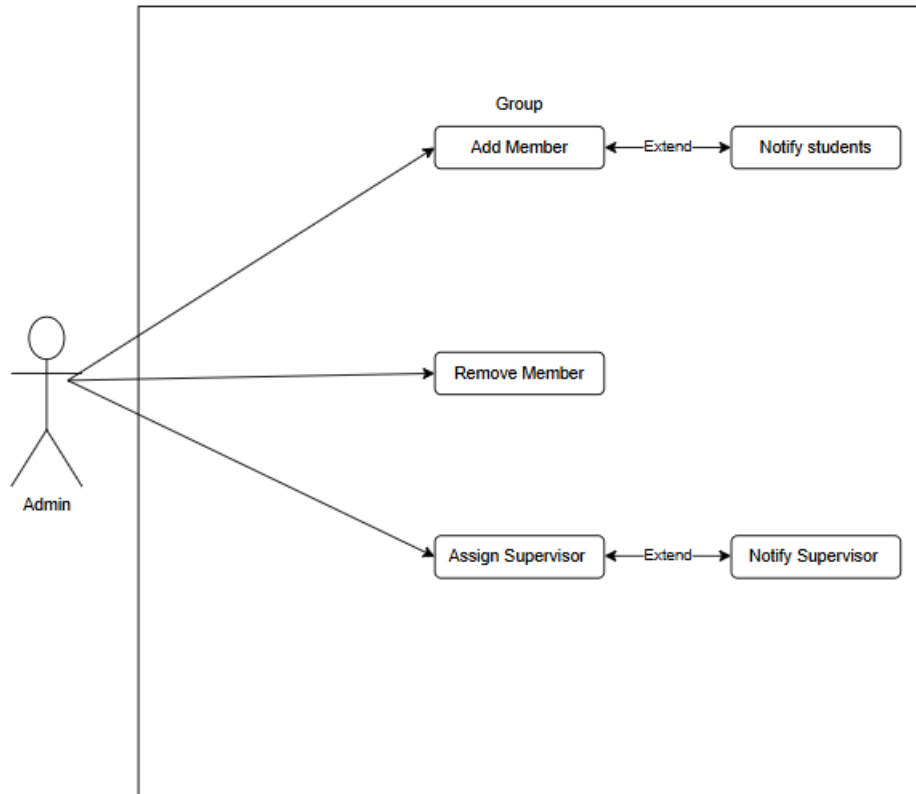 Group
Add Member
Extend
Notify students
Remove Member
Admin
Assign Supervisor
Extend
Notify Supervisor